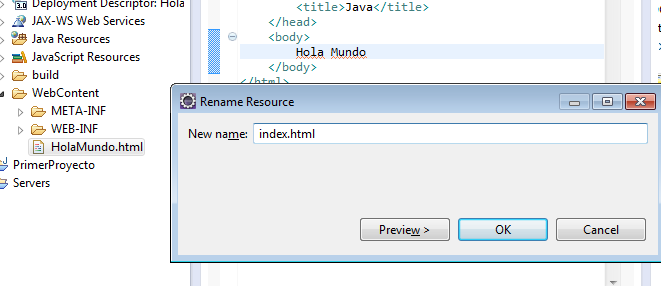 Deployment Descriptor: Hola
JAX-WS Web Services
Java Resources
JavaScript Resources
build
WebContent
META-INF
WEB-INF
HolaMundo.html
PrimerProyecto
Servers
<title>Java</title>
</head>
<body>
Hola Mundo
</body>
</html>
Rename Resource
New name: index.html
Preview >
OK
Cancel